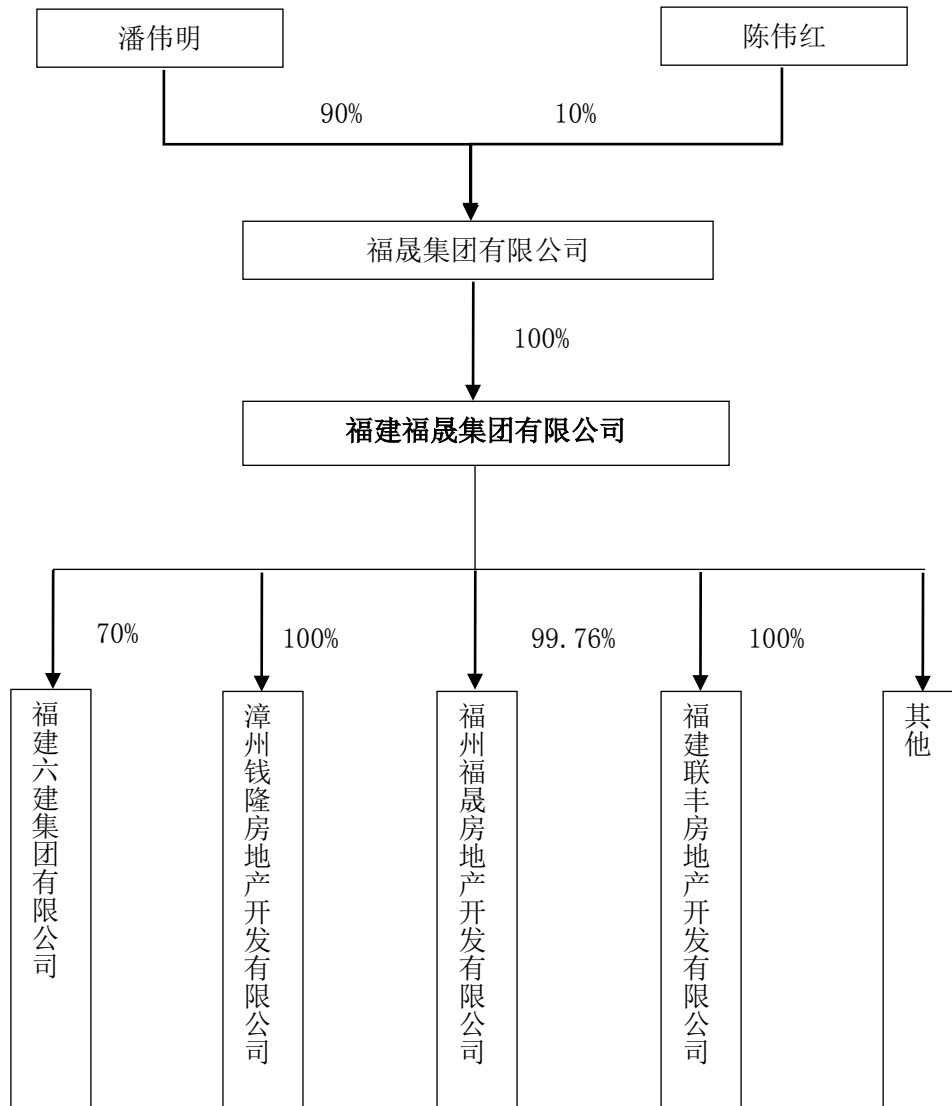 潘伟明
陈伟红
90%
10%
福晟集团有限公司
100%
福建福晟集团有限公司
70%
100%
99.76%
100%
福建六建集团有限公司
漳州钱隆房地产开发有限公司
福州福晟房地产开发有限公司
福建联丰房地产开发有限公司
其他